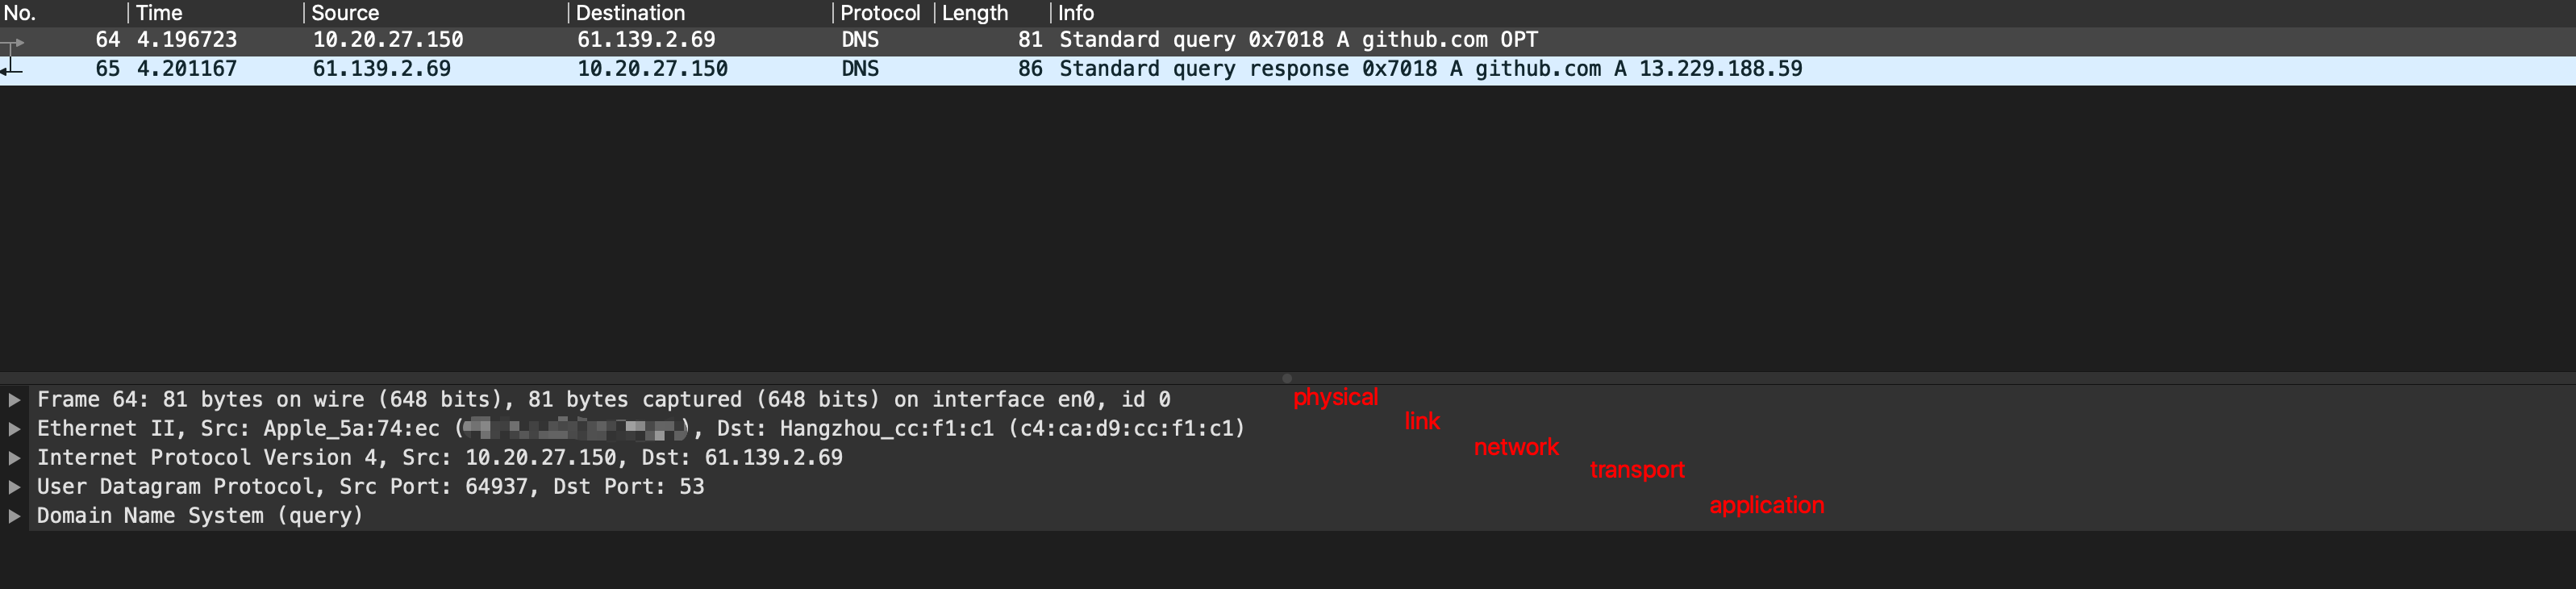 No. Time Source Destination Protocol Length Info
64 4.196723 10.20.27.150 61.139.2.69 DNS 81 Standard query 0x7018 A github.com OPT
65 4.201167 61.139.2.69 10.20.27.150 DNS 86 Standard query response 0x7018 A github.com A 13.229.188.59
Frame 64: 81 bytes on wire (648 bits), 81 bytes captured (648 bits) on interface en0, id 0 physical
Ethernet II, Src: Apple_5a:74:ec ( ), Dst: Hangzhou_cc:f1:c1 (c4:ca:d9:cc:f1:c1) link
Internet Protocol Version 4, Src: 10.20.27.150, Dst: 61.139.2.69 network
User Datagram Protocol, Src Port: 64937, Dst Port: 53 transport
Domain Name System (query) application